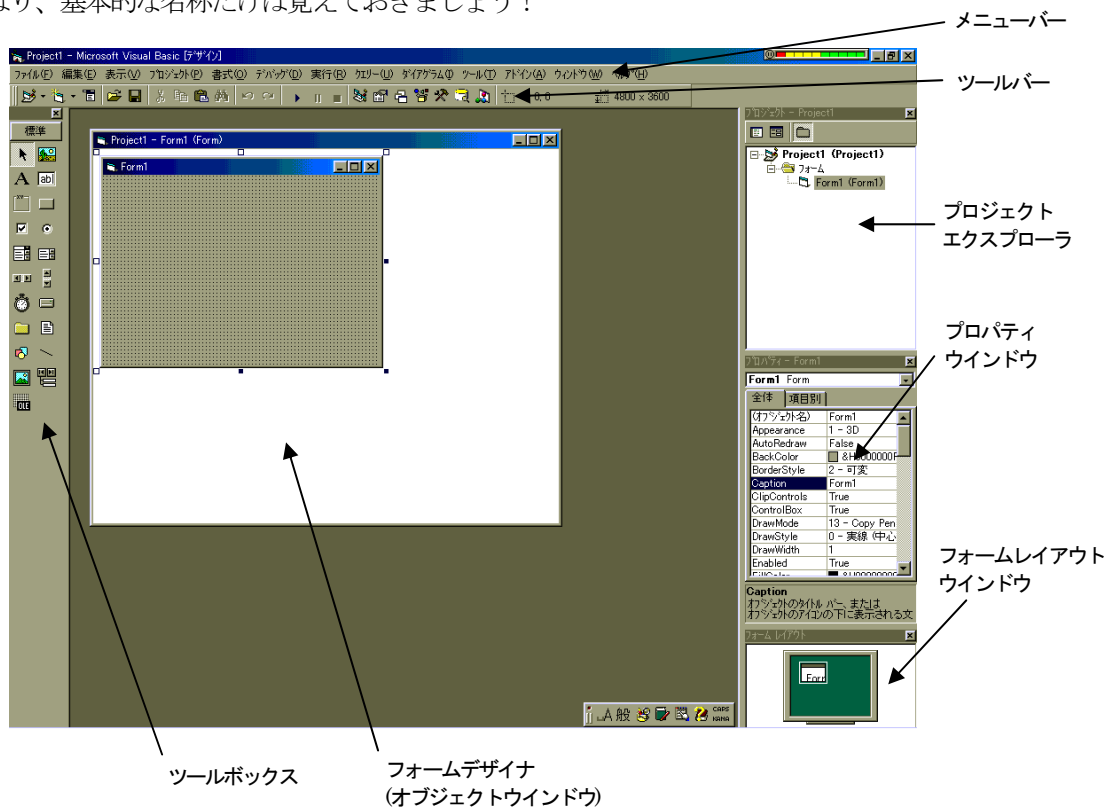 なり、基本的な名称だけは覚えておきましょう！
メニューバー
Project1 - Microsoft Visual Basic [ﾃﾞｻﾞｲﾝ]
ﾌｧｲﾙ(F) 編集(E) 表示(V) ﾌﾟﾛｼﾞｪｸﾄ(P) 書式(O) ﾃﾞﾊﾞｯｸﾞ(D) 実行(R) ｸｴﾘｰ(U) ﾀﾞｲｱｸﾞﾗﾑ(I) ﾂｰﾙ(T) ｱﾄﾞｲﾝ(A) ｳｨﾝﾄﾞｳ(W) ﾍﾙﾌﾟ(H)
ツールバー
0, 0
4800 x 3600
標準
A
ab
OLE
Project1 - Form1 (Form)
Form1
ﾌﾟﾛｼﾞｪｸﾄ - Project1
Project1 (Project1)
ﾌｫｰﾑ
Form1 (Form1)
プロジェクト
エクスプローラ
プロパティ
ウインドウ
ﾌﾟﾛﾊﾟﾃｨ - Form1
Form1 Form
全体 項目別
(ｵﾌﾞｼﾞｪｸﾄ名) Form1
Appearance 1 - 3D
AutoRedraw False
BackColor &H0000000F
BorderStyle 2 - 可変
Caption Form1
ClipControls True
ControlBox True
DrawMode 13 - Copy Pen
DrawStyle 0 - 実線 (中心
DrawWidth 1
Enabled True
Caption
ｵﾌﾞｼﾞｪｸﾄのﾀｲﾄﾙ ﾊﾞｰ、または
ｵﾌﾞｼﾞｪｸﾄのｱｲｺﾝの下に表示される文
フォームレイアウト
ウインドウ
ﾌｫｰﾑ ﾚｲｱｳﾄ
Forr
A 般
CAPS
KANA
ツールボックス
フォームデザイナ
(オブジェクトウインドウ)